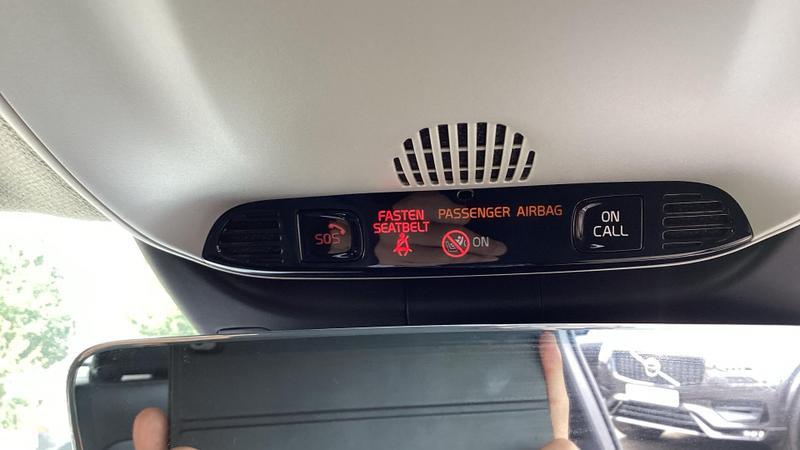 SOS
FASTEN
SEATBELT
PASSENGER AIRBAG
ON
ON
CALL